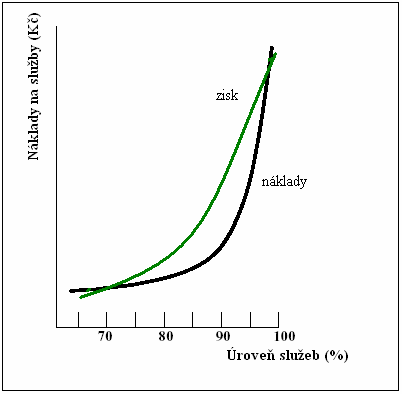 Náklady na služby (Kč)
zisk
náklady
70 80 90 100
Úroveň služeb (%)